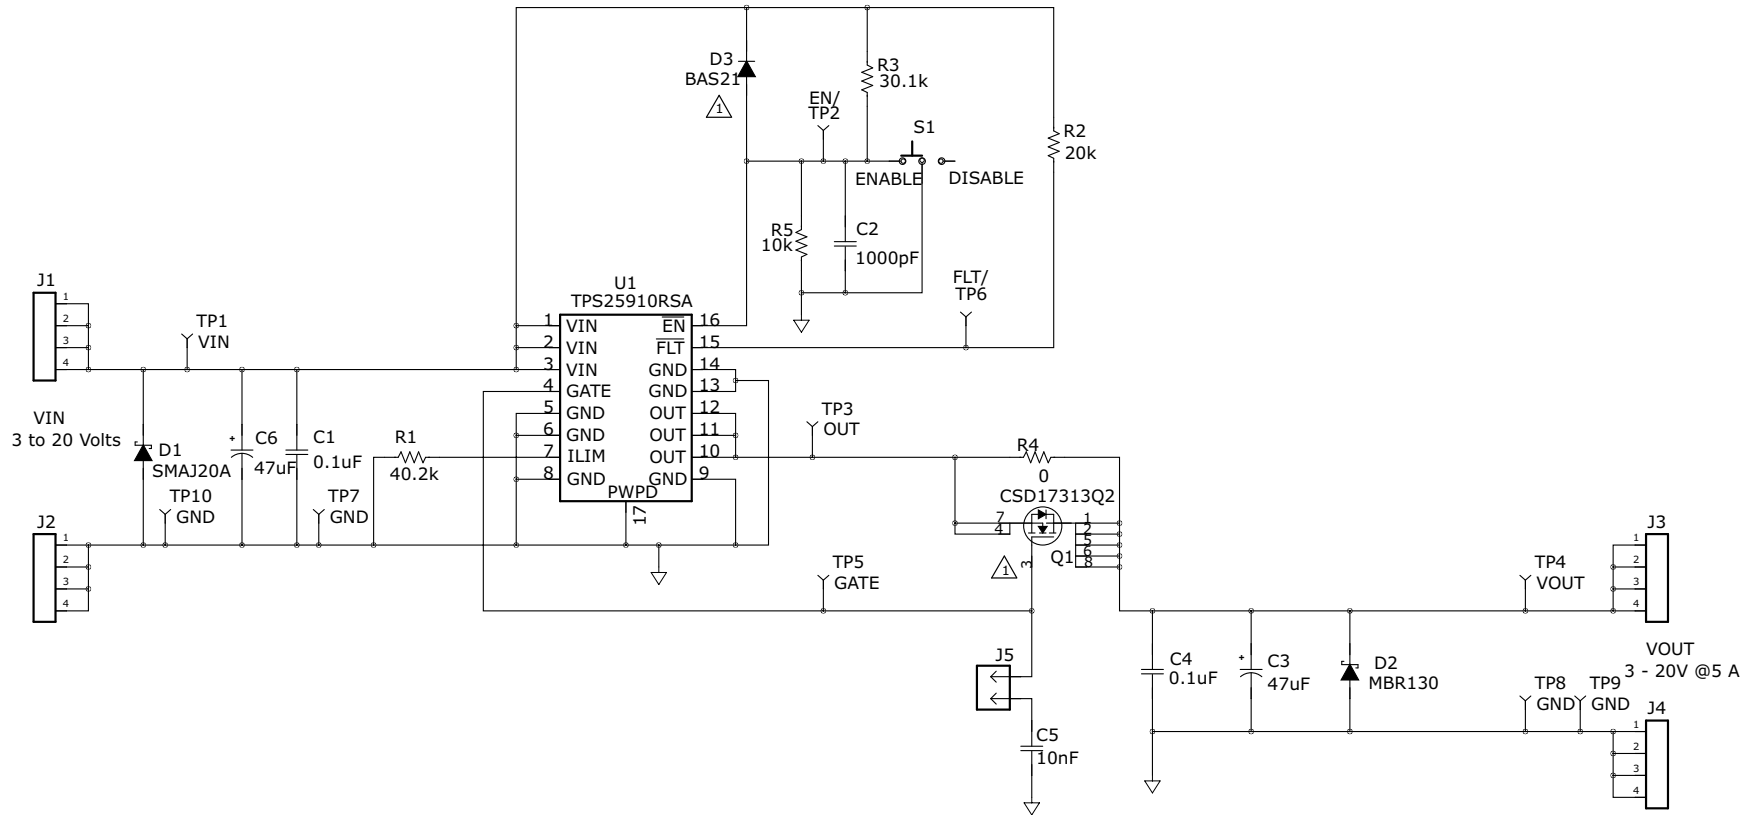 D3
BAS21
1
R3
30.1k
EN/
TP2
S1
R2
20k
ENABLE
DISABLE
R5
10k
C2
1000pF
FLT/
TP6
J1
1
2
3
4
TP1
VIN
U1
TPS25910RSA
1 VIN EN 16
2 VIN FLT 15
3 VIN GND 14
4 GATE GND 13
5 GND OUT 12
6 GND OUT 11
7 ILIM OUT 10
8 GND GND 9
PWPD
17
VIN
3 to 20 Volts
D1
SMAJ20A
+
C6
47uF
C1
0.1uF
R1
40.2k
TP10
GND
TP7
GND
J2
1
2
3
4
TP3
OUT
R4
0
CSD17313Q2
7
4
1
2
5
6
8
3
Q1
1
TP5
GATE
J5
C5
10nF
C4
0.1uF
+
C3
47uF
D2
MBR130
TP4
VOUT
J3
1
2
3
4
VOUT
3 - 20V @5 A
TP8
GND
TP9
GND
J4
1
2
3
4